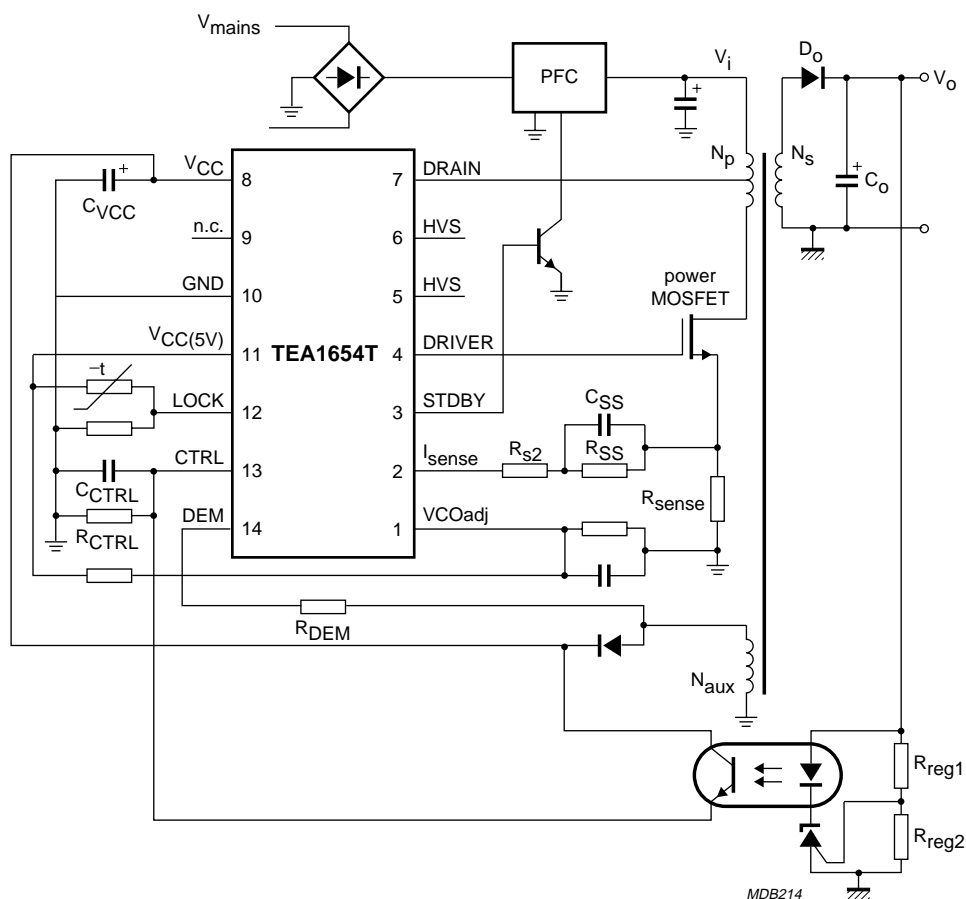 Vmains
PFC
Vi
Do
Vo
Np
Ns
Co
VCC
8
7
DRAIN
CVCC
n.c.
9
6
HVS
GND
10
5
HVS
power
MOSFET
VCC(5V)
11
TEA1654T
4
DRIVER
−t
LOCK
12
3
STDBY
CSS
CTRL
13
2
Isense
Rs2
RSS
CCTRL
Rsense
DEM
14
1
VCOadj
RCTRL
RDEM
Naux
Rreg1
Rreg2
MDB214